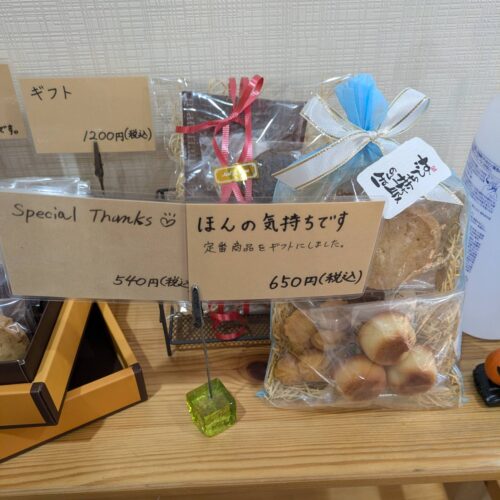 ギフト
1200円(税込)
です。
Special Thanks
540円(税込)
ほんの気持ちです
定番商品をギフトにしました。
650円(税込)